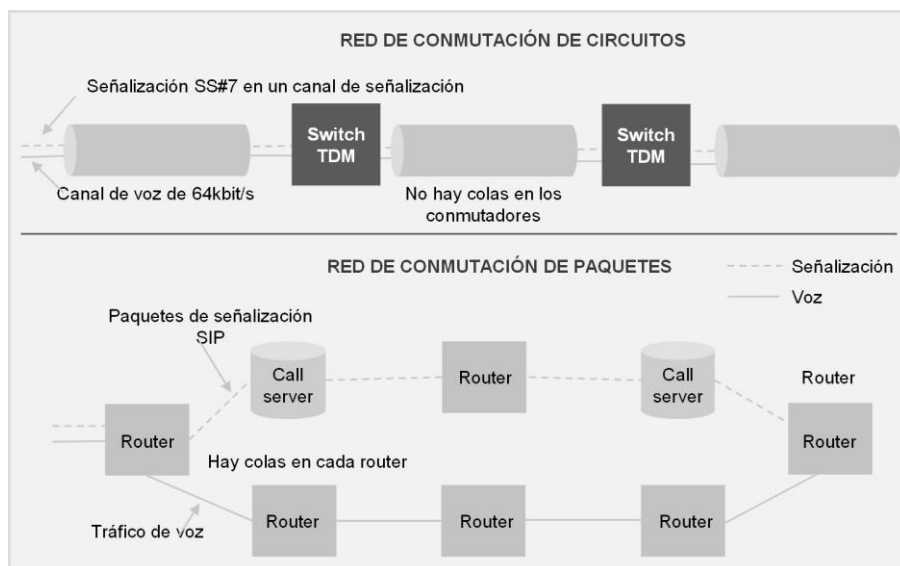 RED DE CONMUTACIÓN DE CIRCUITOS
Señalización SS#7 en un canal de señalización
Switch
TDM
Switch
TDM
Canal de voz de 64kbit/s
No hay colas en los
conmutadores
RED DE CONMUTACIÓN DE PAQUETES
Señalización
Voz
Paquetes de señalización
SIP
Call
server
Router
Call
server
Router
Router
Router
Hay colas en cada router
Tráfico de voz
Router
Router
Router